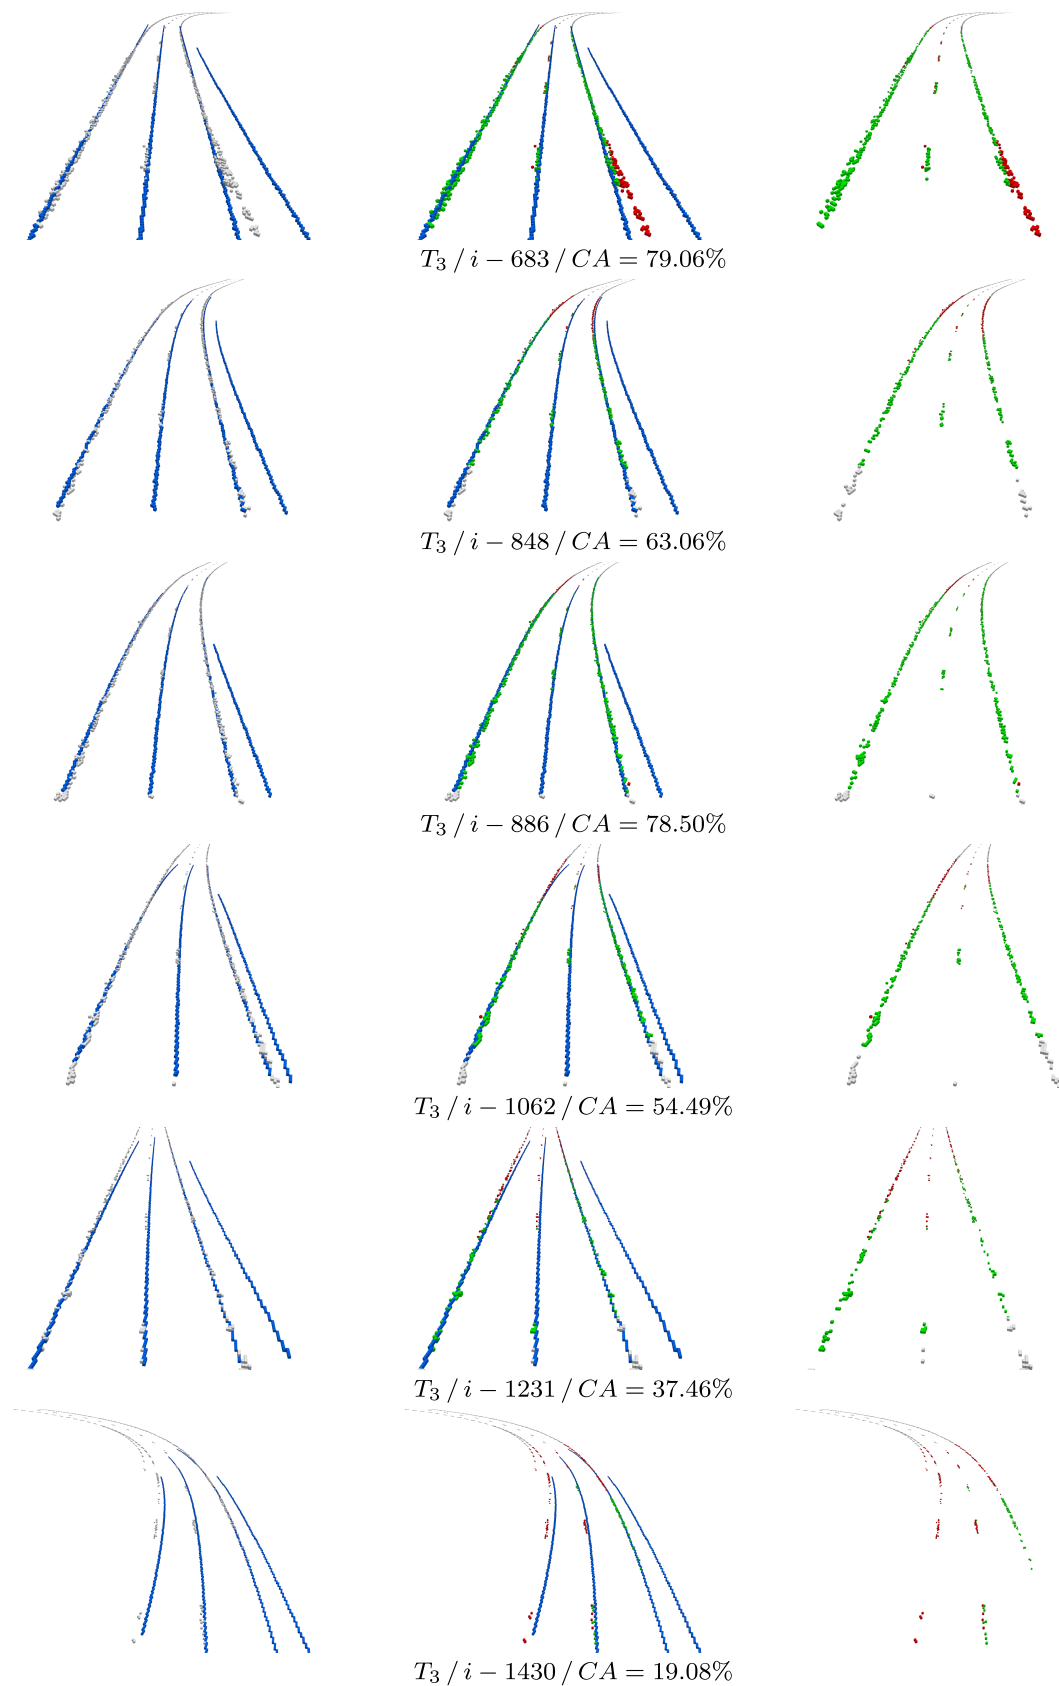 T₃ / i − 683 / CA = 79.06%
T₃ / i − 848 / CA = 63.06%
T₃ / i − 886 / CA = 78.50%
T₃ / i − 1062 / CA = 54.49%
T₃ / i − 1231 / CA = 37.46%
T₃ / i − 1430 / CA = 19.08%